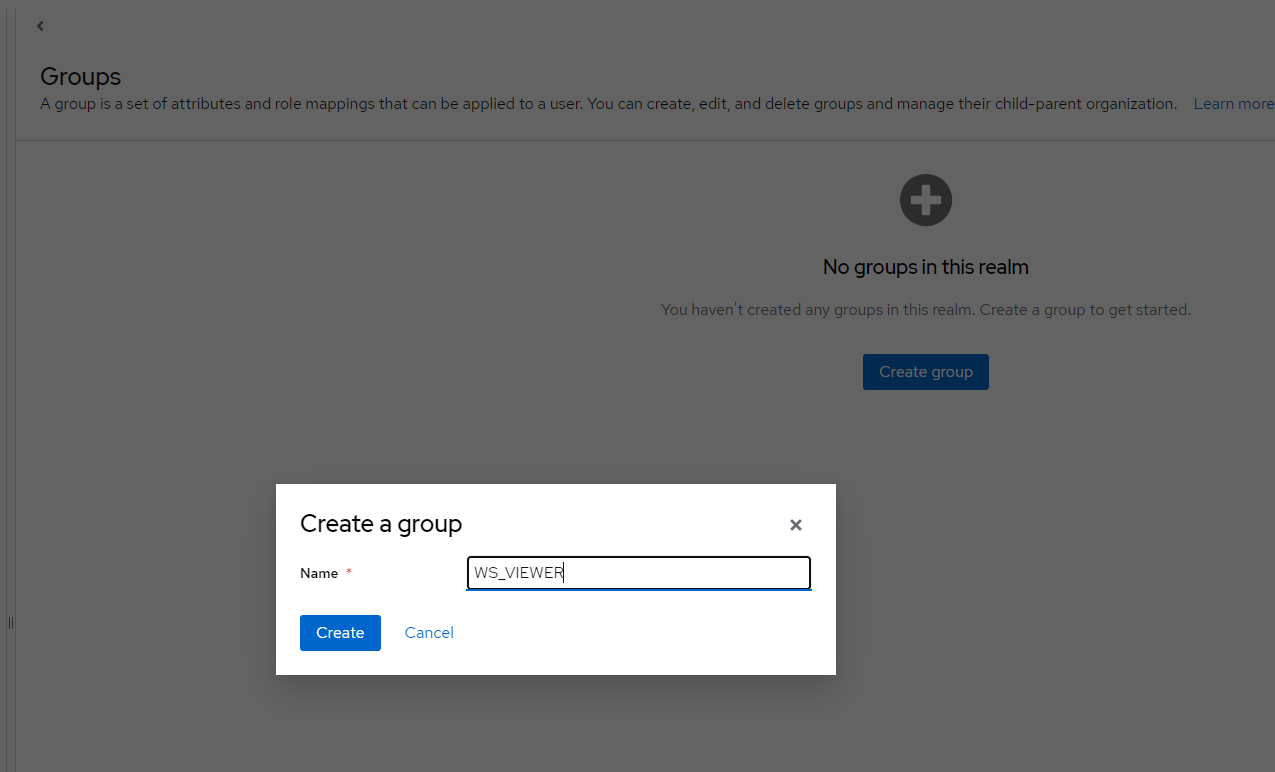 Groups
A group is a set of attributes and role mappings that can be applied to a user. You can create, edit, and delete groups and manage their child-parent organization. Learn more
No groups in this realm
You haven't created any groups in this realm. Create a group to get started.
Create group
Create a group
Name *
WS_VIEWER
Create Cancel